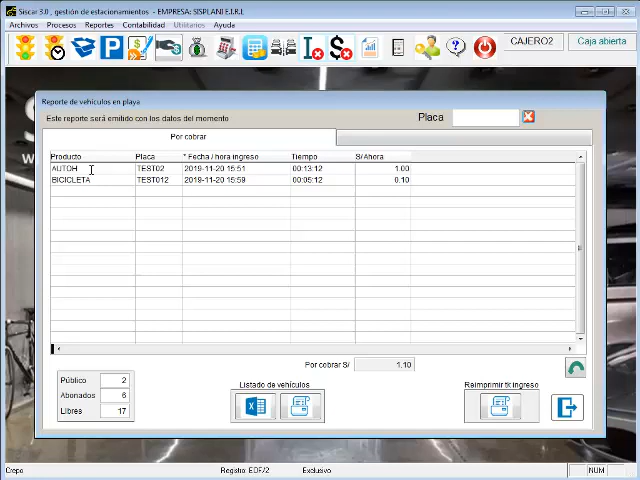 Siscar 3.0 , gestión de estacionamientos - EMPRESA: SISPLANI E.I.R.L
Archivos Procesos Reportes Contabilidad Utilitarios Ayuda
CAJERO2 Caja abierta
Reporte de vehículos en playa
Este reporte será emitido con los datos del momento
Placa
Por cobrar
Producto Placa * Fecha / hora ingreso Tiempo S/Ahora
AUTOH TEST02 2019-11-20 15:51 00:13:12 1.00
BICICLETA TEST012 2019-11-20 15:59 00:05:12 0.10
Por cobrar S/ 1.10
Público 2
Abonados 6
Libres 17
Listado de vehículos
Reimprimir tk ingreso
Crepo Registro: EDF/2 Exclusivo NUM